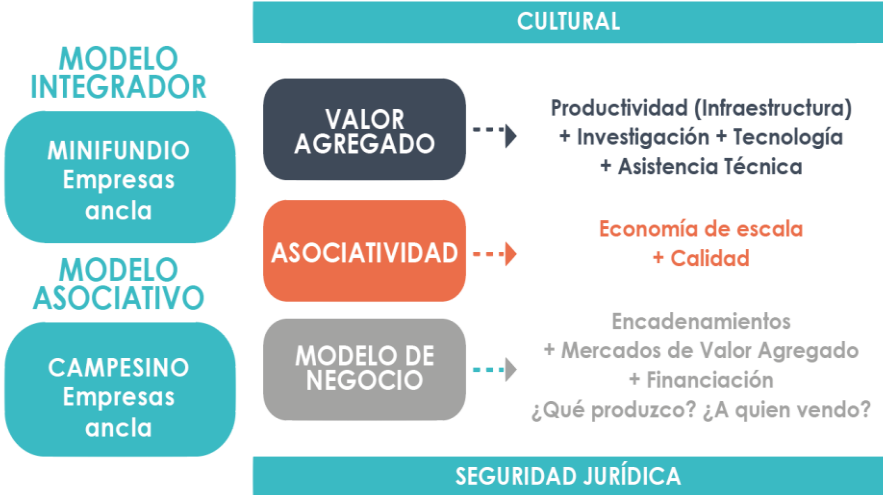 CULTURAL
MODELO
INTEGRADOR
MINIFUNDIO
Empresas
ancla
MODELO
ASOCIATIVO
CAMPESINO
Empresas
ancla
VALOR
AGREGADO
Productividad (Infraestructura)
+ Investigación + Tecnología
+ Asistencia Técnica
ASOCIATIVIDAD
Economía de escala
+ Calidad
MODELO DE
NEGOCIO
Encadenamientos
+ Mercados de Valor Agregado
+ Financiación
¿Qué produzco? ¿A quien vendo?
SEGURIDAD JURÍDICA